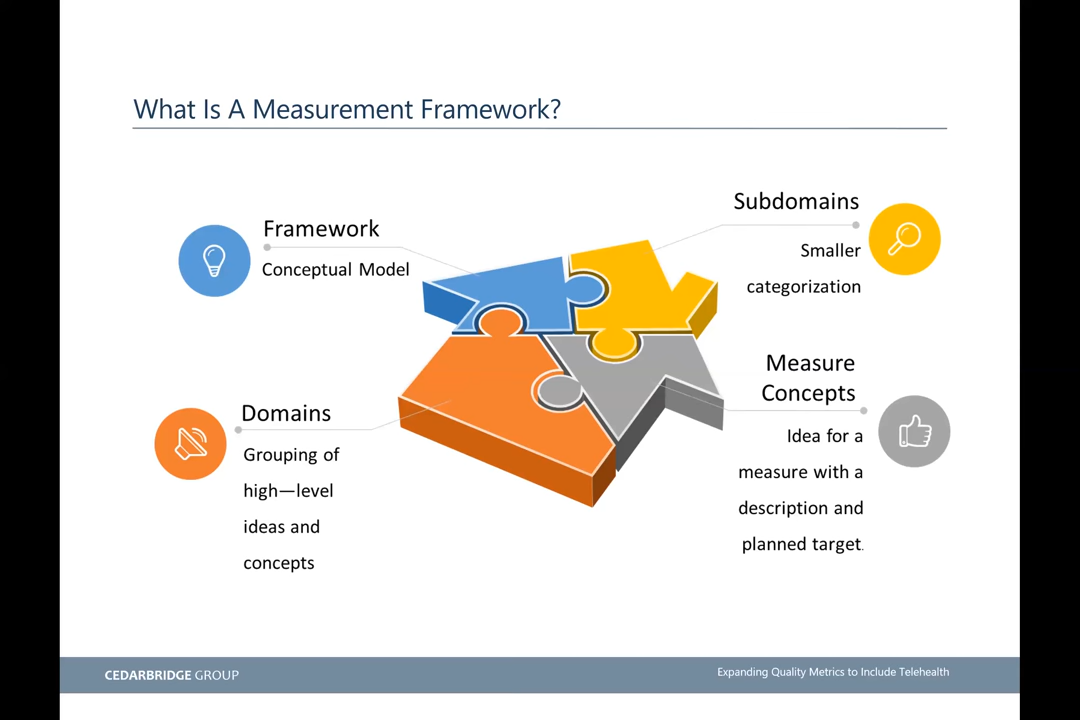 What Is A Measurement Framework?
Framework
Conceptual Model
Domains
Grouping of
high—level
ideas and
concepts
Subdomains
Smaller
categorization
Measure
Concepts
Idea for a
measure with a
description and
planned target.
CEDARBRIDGE GROUP
Expanding Quality Metrics to Include Telehealth